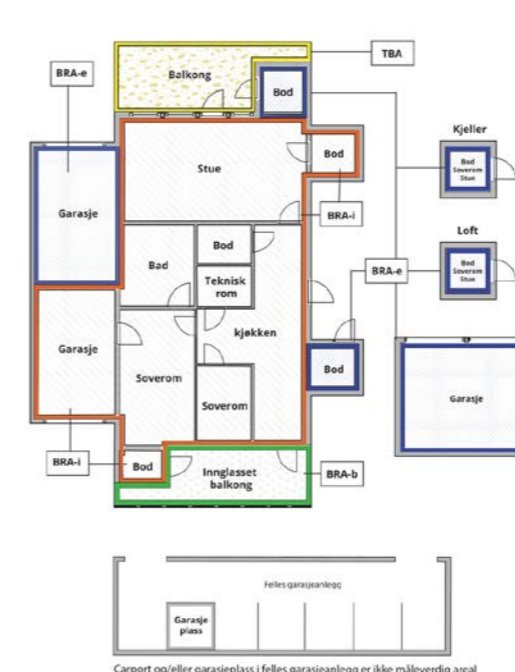 TBA
BRA-e
Balkong
Bod
Kjeller
Stue
Bod
Bod
Soverom
Stue
Garasje
BRA-i
Loft
Bod
Bad
Teknisk
rom
BRA-e
Bod
Soverom
Stue
Garasje
kjøkken
Soverom
Bod
Garasje
Soverom
BRA-i
Bod
Innglasset
balkong
BRA-b
Felles garasjeanlegg
Garasje
plass
Carport og/eller garasjeplass i felles garasjeanlegg er ikke måleverdig areal